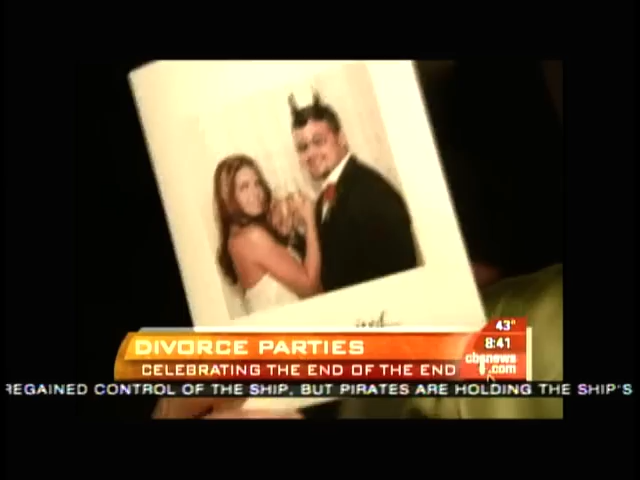 43°
DIVORCE PARTIES
8:41
CELEBRATING THE END OF THE END
cbsnews
.com
REGAINED CONTROL OF THE SHIP, BUT PIRATES ARE HOLDING THE SHIP'S